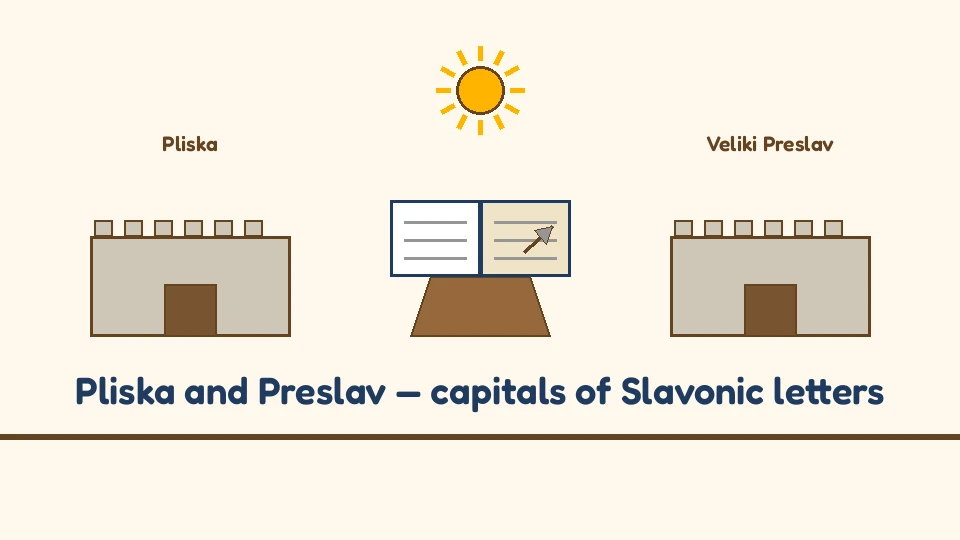 Pliska
Veliki Preslav
Pliska and Preslav — capitals of Slavonic letters